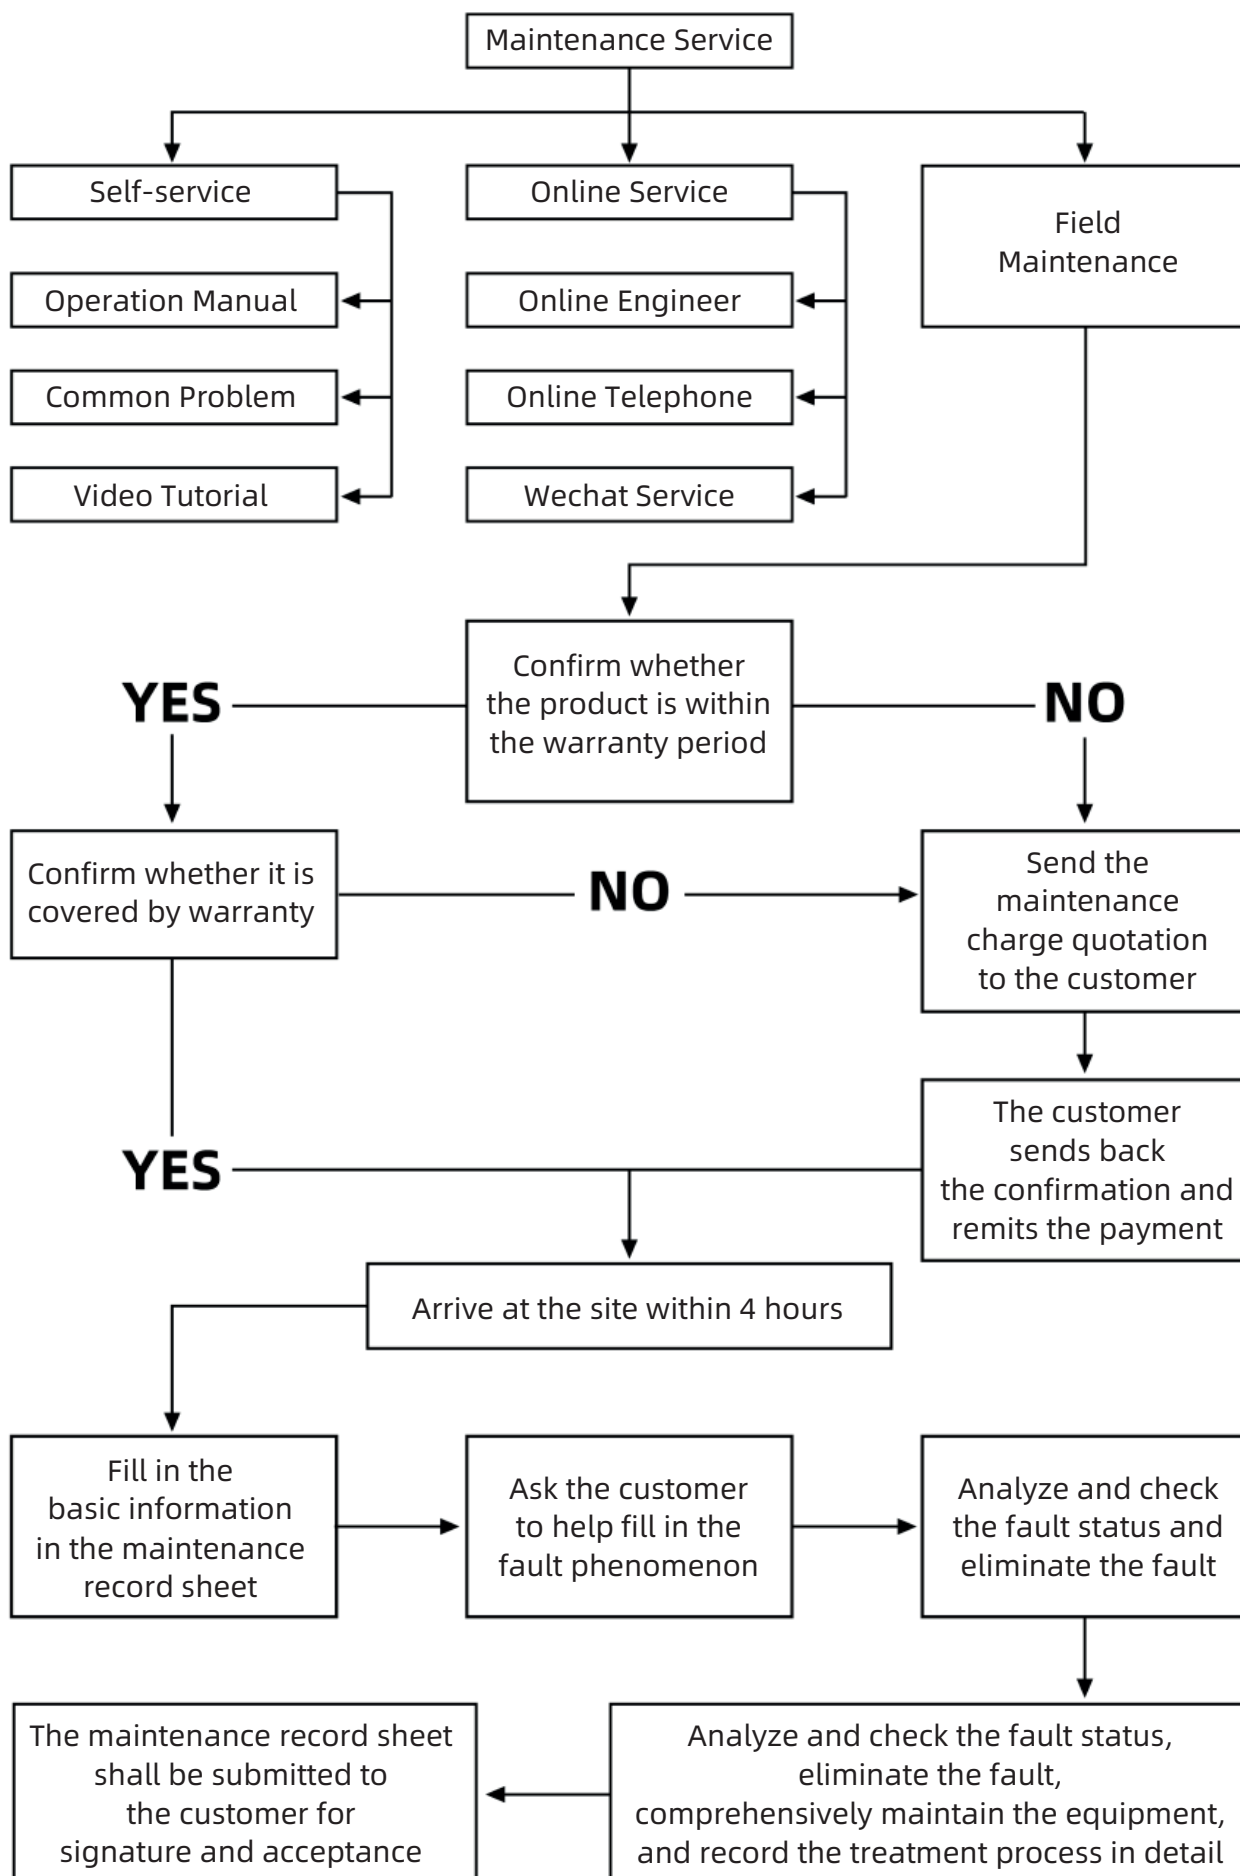 Maintenance Service
Self-service
Online Service
Field
Maintenance
Operation Manual
Online Engineer
Common Problem
Online Telephone
Video Tutorial
Wechat Service
Confirm whether
the product is within
the warranty period
YES
NO
Confirm whether it is
covered by warranty
NO
Send the
maintenance
charge quotation
to the customer
The customer
sends back
the confirmation and
remits the payment
YES
Arrive at the site within 4 hours
Fill in the
basic information
in the maintenance
record sheet
Ask the customer
to help fill in the
fault phenomenon
Analyze and check
the fault status and
eliminate the fault
The maintenance record sheet
shall be submitted to
the customer for
signature and acceptance
Analyze and check the fault status,
eliminate the fault,
comprehensively maintain the equipment,
and record the treatment process in detail